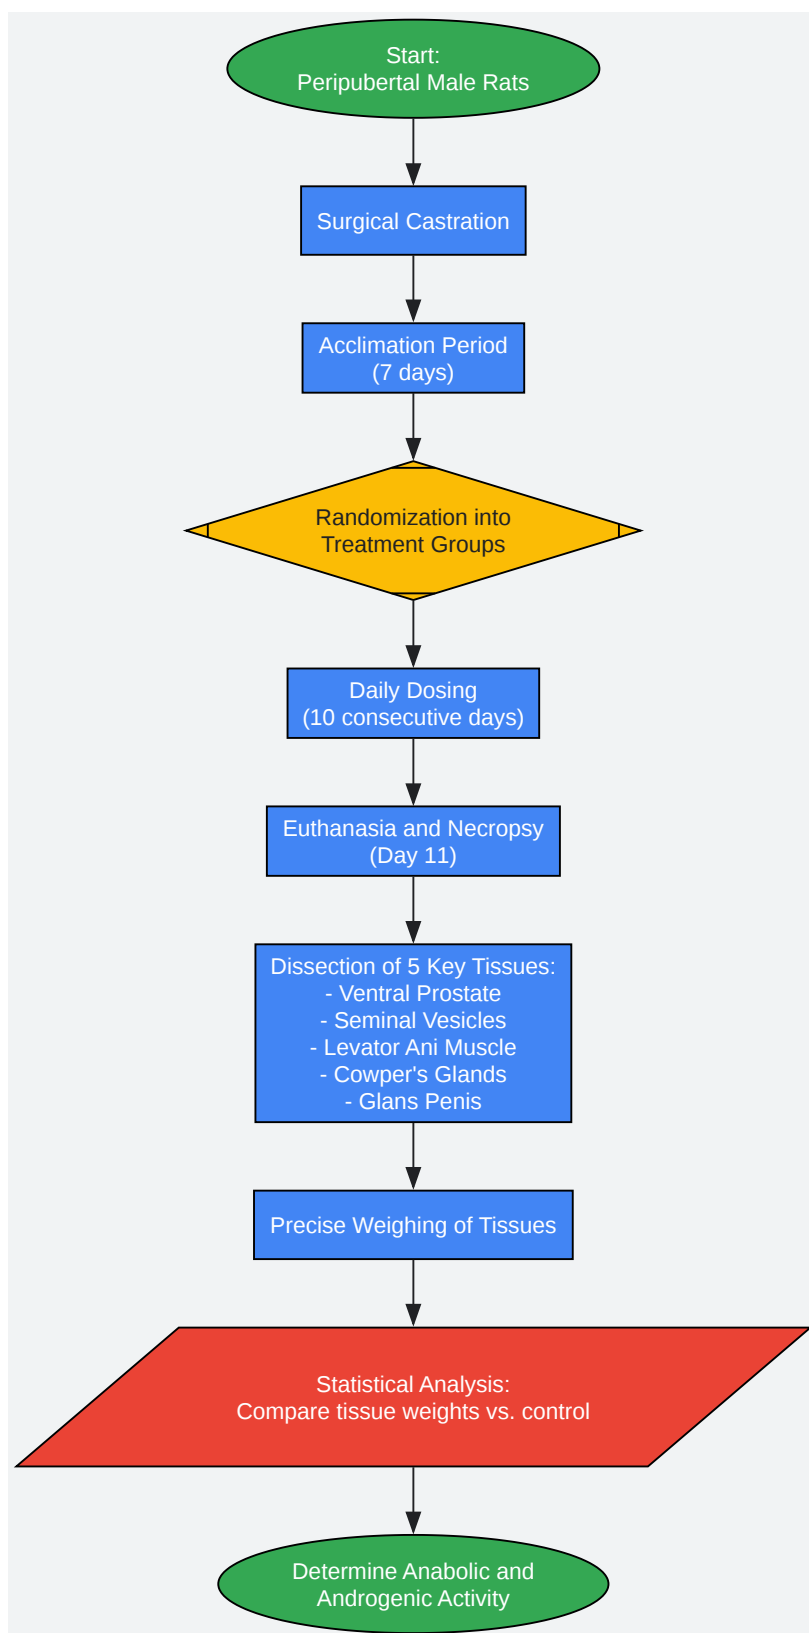 Start:
Peripubertal Male Rats
Surgical Castration
Acclimation Period
(7 days)
Randomization into
Treatment Groups
Daily Dosing
(10 consecutive days)
Euthanasia and Necropsy
(Day 11)
Dissection of 5 Key Tissues:
- Ventral Prostate
- Seminal Vesicles
- Levator Ani Muscle
- Cowper's Glands
- Glans Penis
Precise Weighing of Tissues
Statistical Analysis:
Compare tissue weights vs. control
Determine Anabolic and
Androgenic Activity